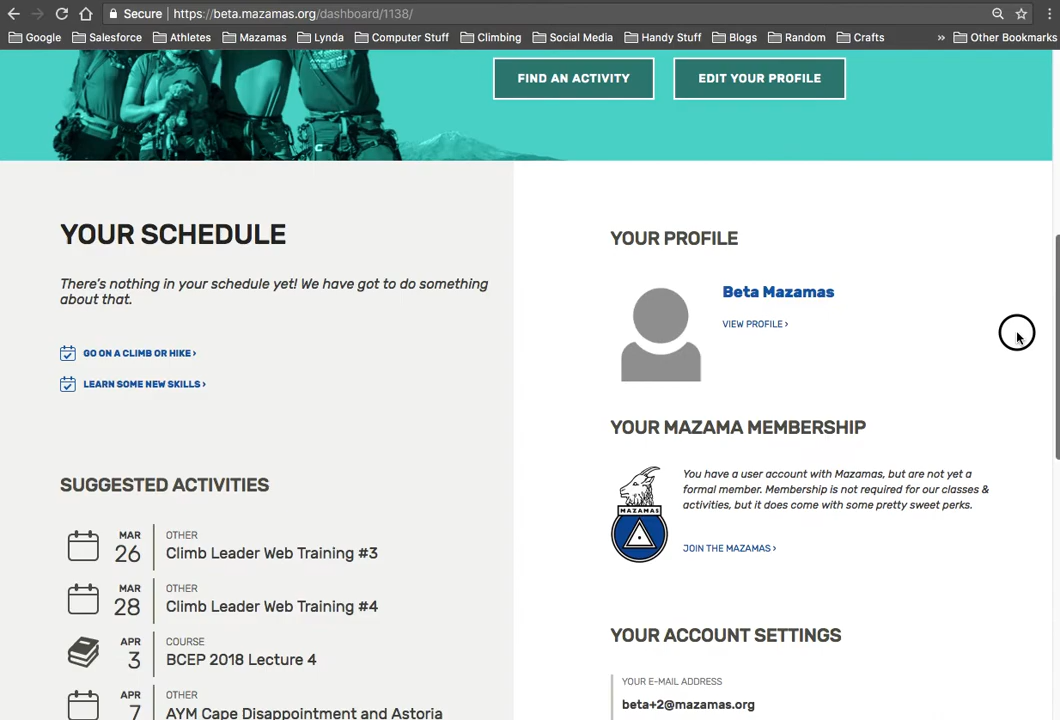 Secure | https://beta.mazamas.org/dashboard/1138/
Google Salesforce Athletes Mazamas Lynda Computer Stuff Climbing Social Media Handy Stuff Blogs Random Crafts » Other Bookmarks
FIND AN ACTIVITY EDIT YOUR PROFILE
YOUR SCHEDULE
There's nothing in your schedule yet! We have got to do something
about that.
GO ON A CLIMB OR HIKE ›
LEARN SOME NEW SKILLS ›
SUGGESTED ACTIVITIES
MAR
26
OTHER
Climb Leader Web Training #3
MAR
28
OTHER
Climb Leader Web Training #4
APR
3
COURSE
BCEP 2018 Lecture 4
APR
7
OTHER
AYM Cape Disappointment and Astoria
YOUR PROFILE
Beta Mazamas
VIEW PROFILE ›
YOUR MAZAMA MEMBERSHIP
MAZAMAS
You have a user account with Mazamas, but are not yet a
formal member. Membership is not required for our classes &
activities, but it does come with some pretty sweet perks.
JOIN THE MAZAMAS ›
YOUR ACCOUNT SETTINGS
YOUR E-MAIL ADDRESS
beta+2@mazamas.org